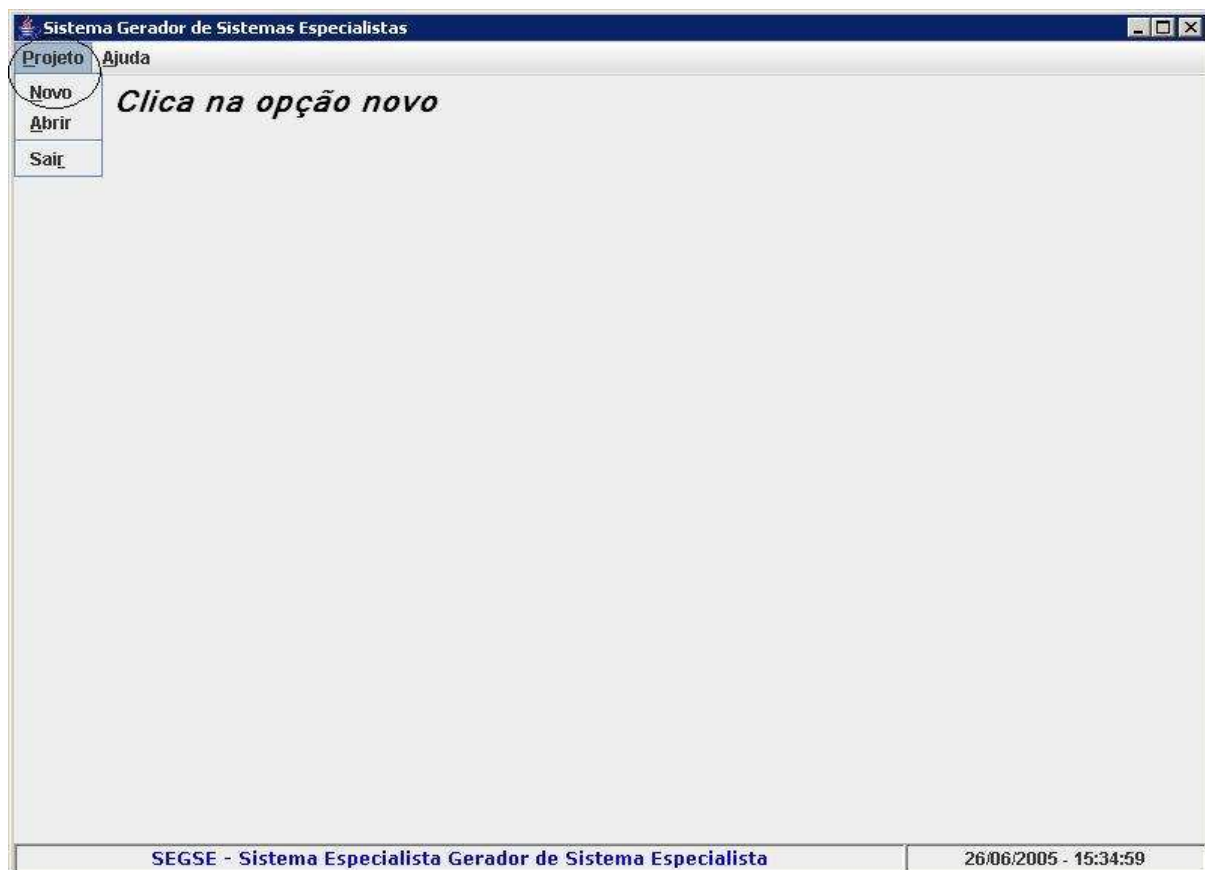 Sistema Gerador de Sistemas Especialistas
Projeto Ajuda
Novo
Clica na opção novo
Abrir
Sair
SEGSE - Sistema Especialista Gerador de Sistema Especialista
26/06/2005 - 15:34:59